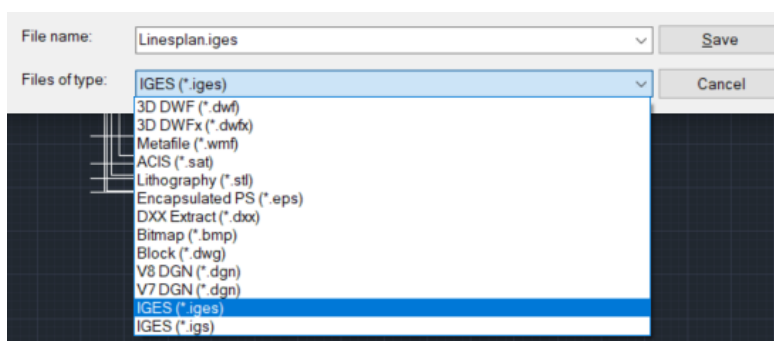 File name: Linesplan.iges Save
Files of type: IGES (*.iges) Cancel
3D DWF (*.dwf)
3D DWFx (*.dwfx)
Metafile (*.wmf)
ACIS (*.sat)
Lithography (*.stl)
Encapsulated PS (*.eps)
DXX Extract (*.dxx)
Bitmap (*.bmp)
Block (*.dwg)
V8 DGN (*.dgn)
V7 DGN (*.dgn)
IGES (*.iges)
IGES (*.igs)